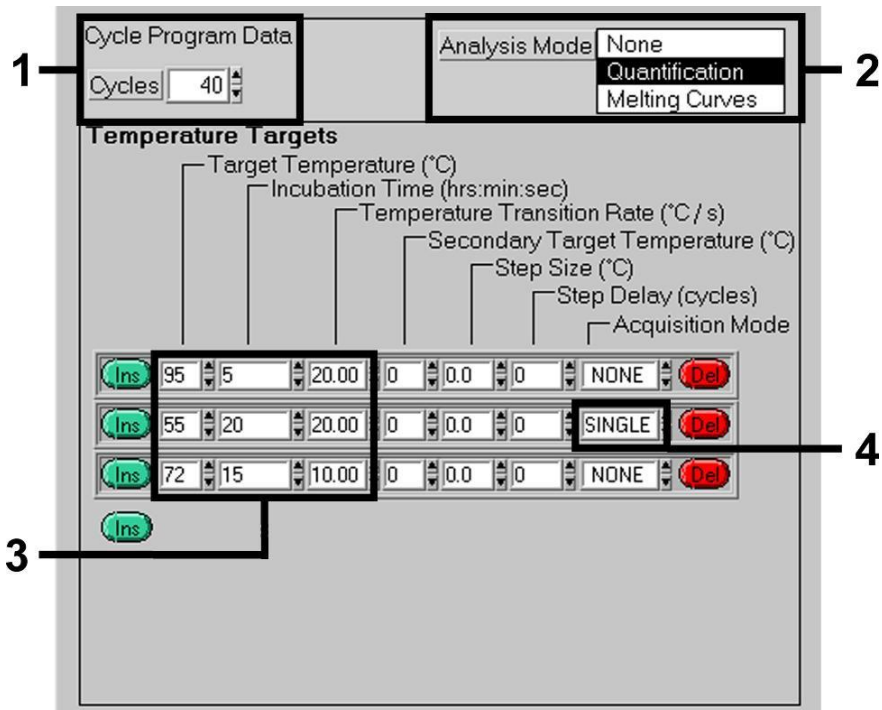 1
Cycle Program Data
Cycles 40
Analysis Mode None
Quantification
Melting Curves
2
Temperature Targets
Target Temperature (°C)
Incubation Time (hrs:min:sec)
Temperature Transition Rate (°C / s)
Secondary Target Temperature (°C)
Step Size (°C)
Step Delay (cycles)
Acquisition Mode
Ins 95 5 20.00 0 0.0 0 NONE Del
Ins 55 20 20.00 0 0.0 0 SINGLE Del
4
Ins 72 15 10.00 0 0.0 0 NONE Del
Ins
3